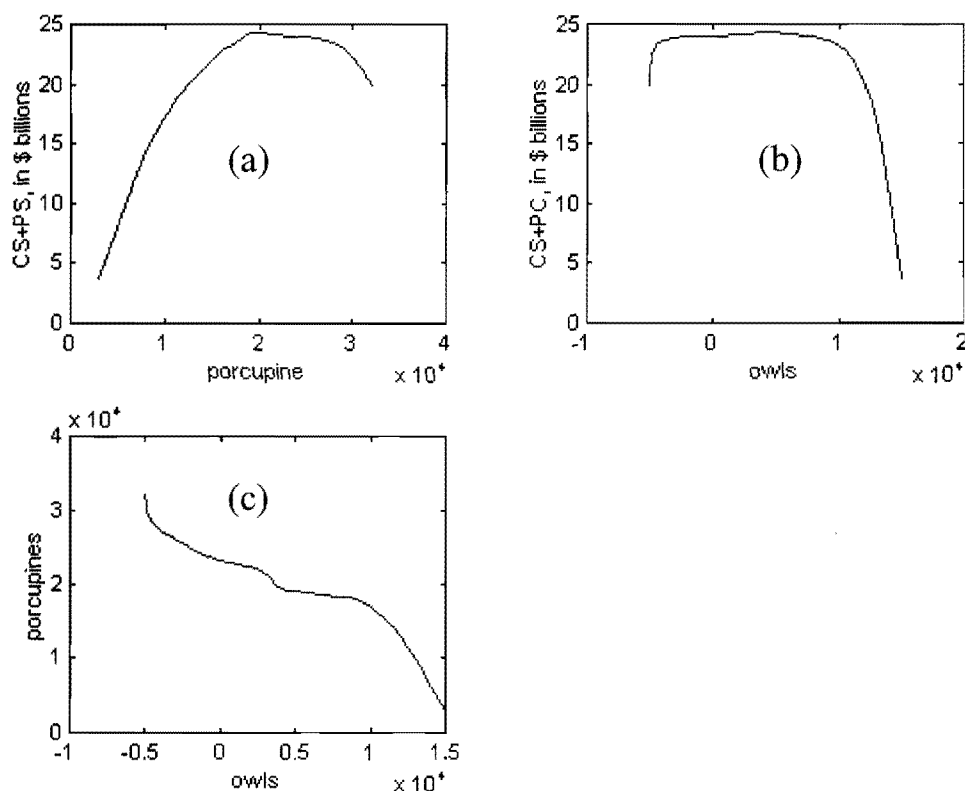 25
20
15
10
5
0
CS+PS, in $ billions
(a)
0 1 2 3 4
porcupine
x 10⁴
25
20
15
10
5
0
CS+PC, in $ billions
(b)
-1 0 1 2
owls
x 10⁴
x 10⁴
4
3
2
1
0
porcupines
(c)
-1 -0.5 0 0.5 1 1.5
owls
x 10⁴